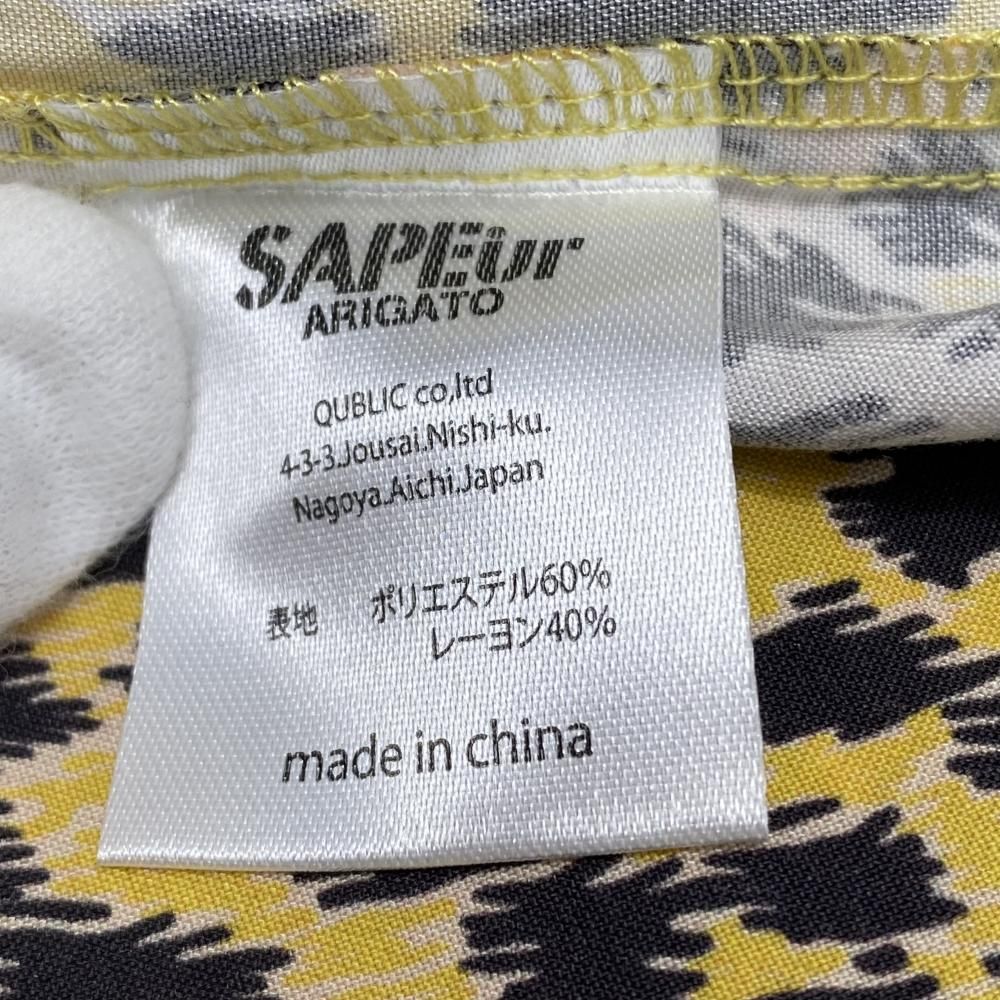 SAPEur
ARIGATO
QUBLIC co,ltd
4-3-3.Jousai.Nishi-ku.
Nagoya.Aichi.Japan
表地 ポリエステル60%
レーヨン40%
made in china